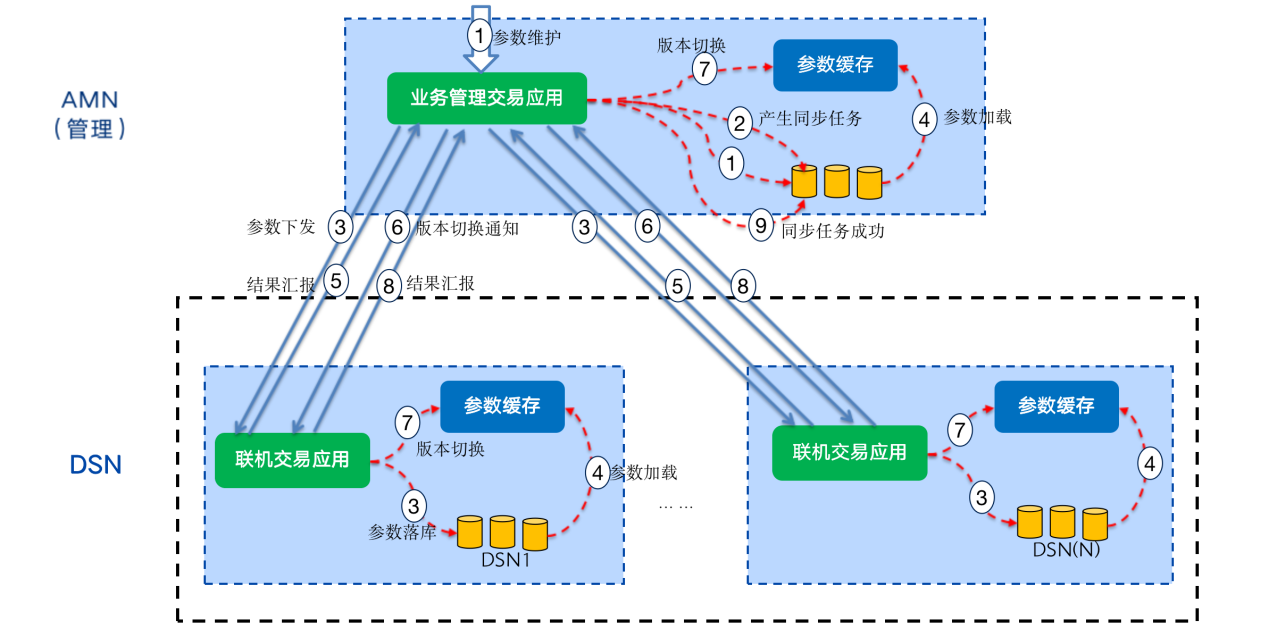 ① 参数维护
版本切换
⑦
参数缓存
AMN
(管理)
业务管理交易应用
② 产生同步任务
④ 参数加载
①
参数下发 ③
⑥ 版本切换通知
③
⑥
⑨ 同步任务成功
结果汇报 ⑤
⑧ 结果汇报
⑤
⑧
DSN
参数缓存
⑦
版本切换
联机交易应用
④ 参数加载
③
参数落库
DSN1
… …
参数缓存
⑦
联机交易应用
④
③
DSN(N)